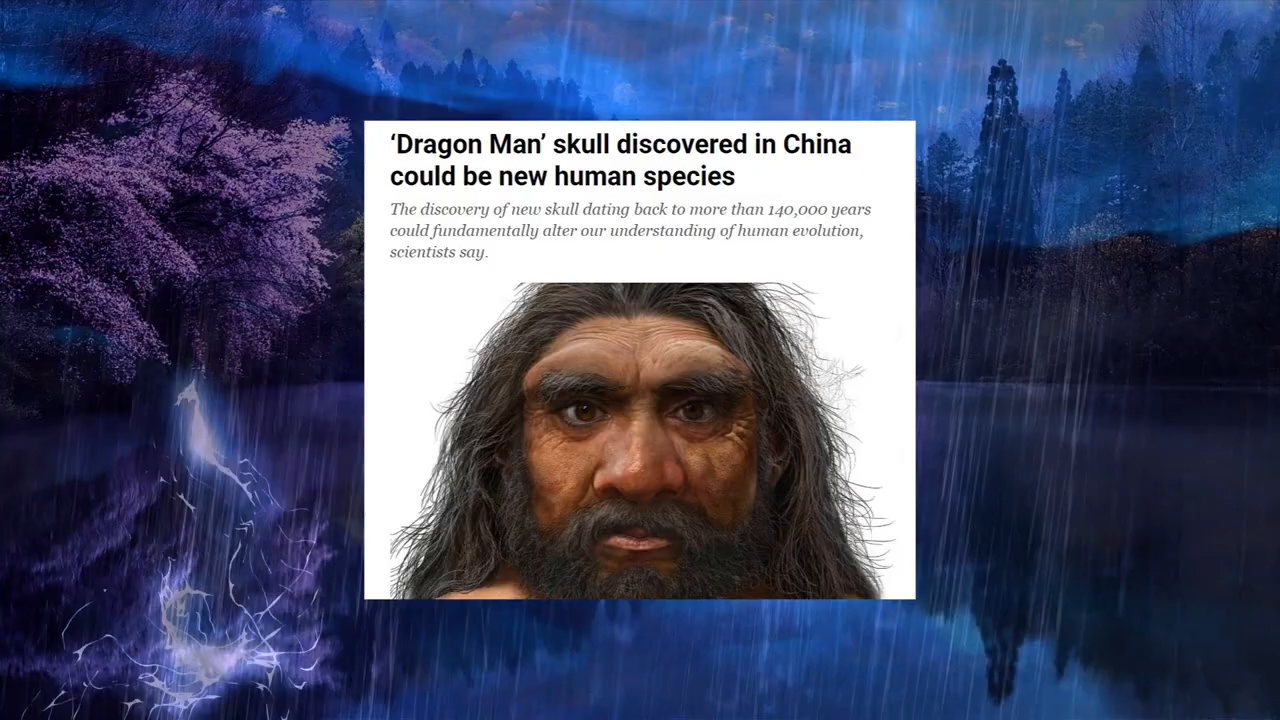 ‘Dragon Man’ skull discovered in China
could be new human species
The discovery of new skull dating back to more than 140,000 years
could fundamentally alter our understanding of human evolution,
scientists say.